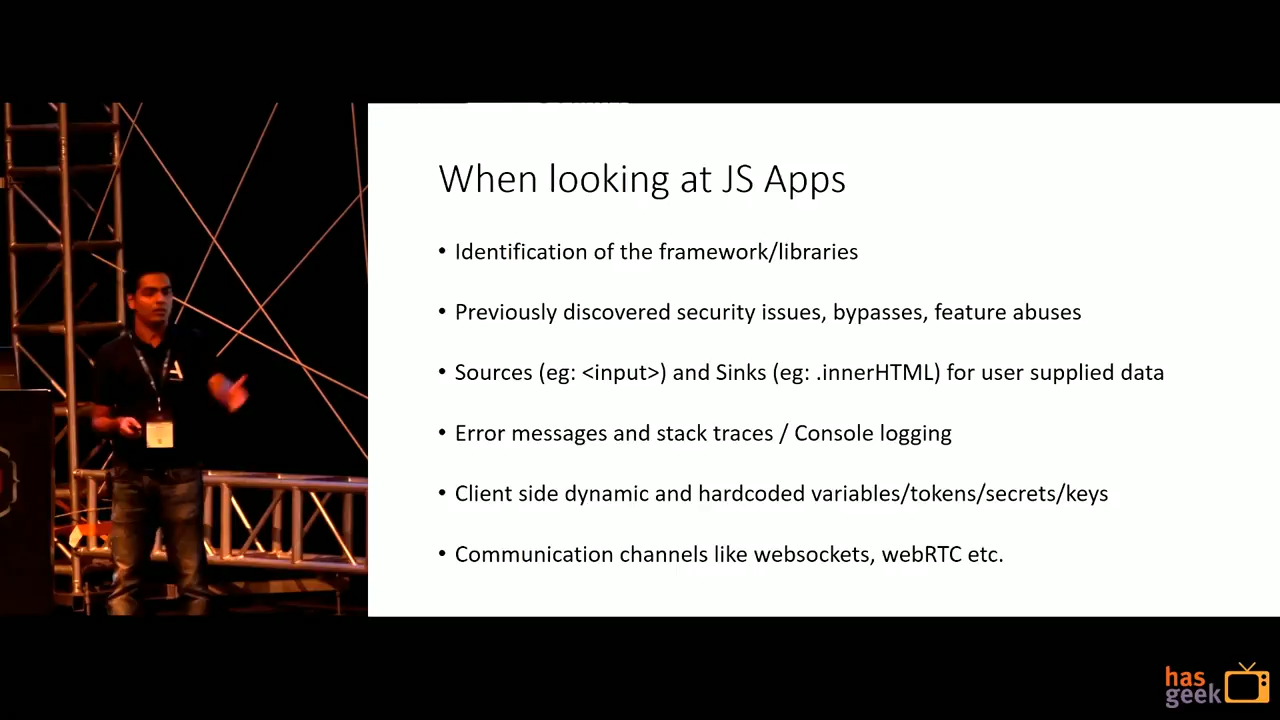 When looking at JS Apps
• Identification of the framework/libraries
• Previously discovered security issues, bypasses, feature abuses
• Sources (eg: <input>) and Sinks (eg: .innerHTML) for user supplied data
• Error messages and stack traces / Console logging
• Client side dynamic and hardcoded variables/tokens/secrets/keys
• Communication channels like websockets, webRTC etc.
has
geek